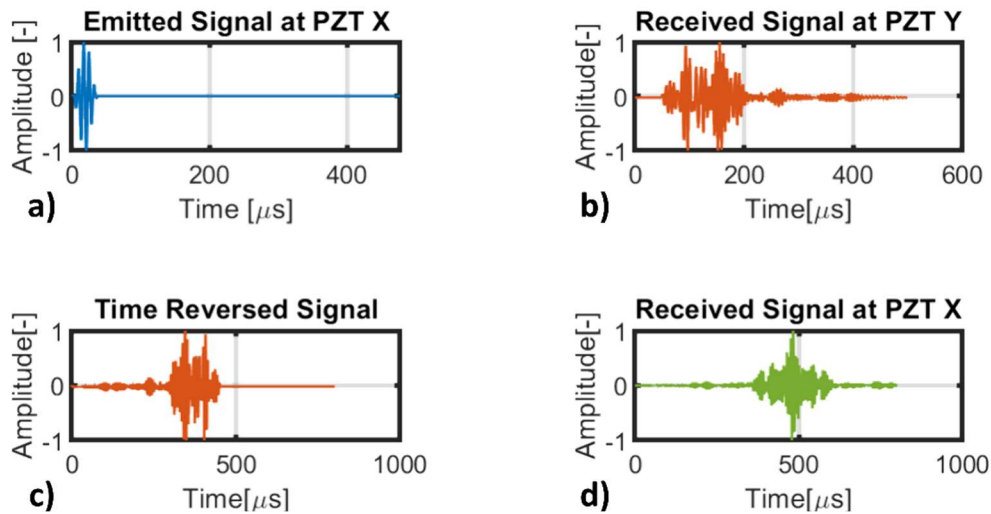 Emitted Signal at PZT X
Amplitude [-]
1
0
-1
0 200 400
Time [μs]
a)
Received Signal at PZT Y
Amplitude[-]
1
0
-1
0 200 400 600
Time[μs]
b)
Time Reversed Signal
Amplitude[-]
1
0
-1
0 500 1000
Time[μs]
c)
Received Signal at PZT X
Amplitude[-]
1
0
-1
0 500 1000
Time[μs]
d)